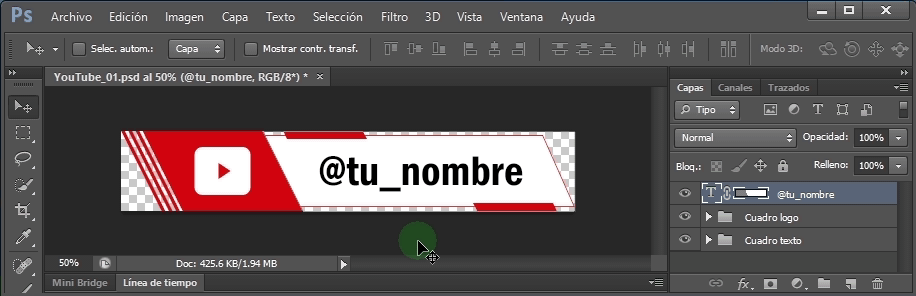 Ps Archivo Edición Imagen Capa Texto Selección Filtro 3D Vista Ventana Ayuda
Selec. autom.: Capa Mostrar contr. transf. Modo 3D:
YouTube_01.psd al 50% (@tu_nombre, RGB/8*) * ×
Capas Canales Trazados
Tipo
Normal Opacidad: 100%
Bloq.: Relleno: 100%
@tu_nombre
T @tu_nombre
Cuadro logo
Cuadro texto
50% Doc: 425.6 KB/1.94 MB
Mini Bridge Línea de tiempo
fx